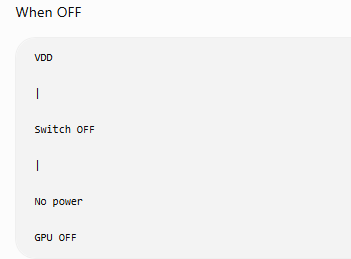 When OFF
VDD
|
Switch OFF
|
No power
GPU OFF